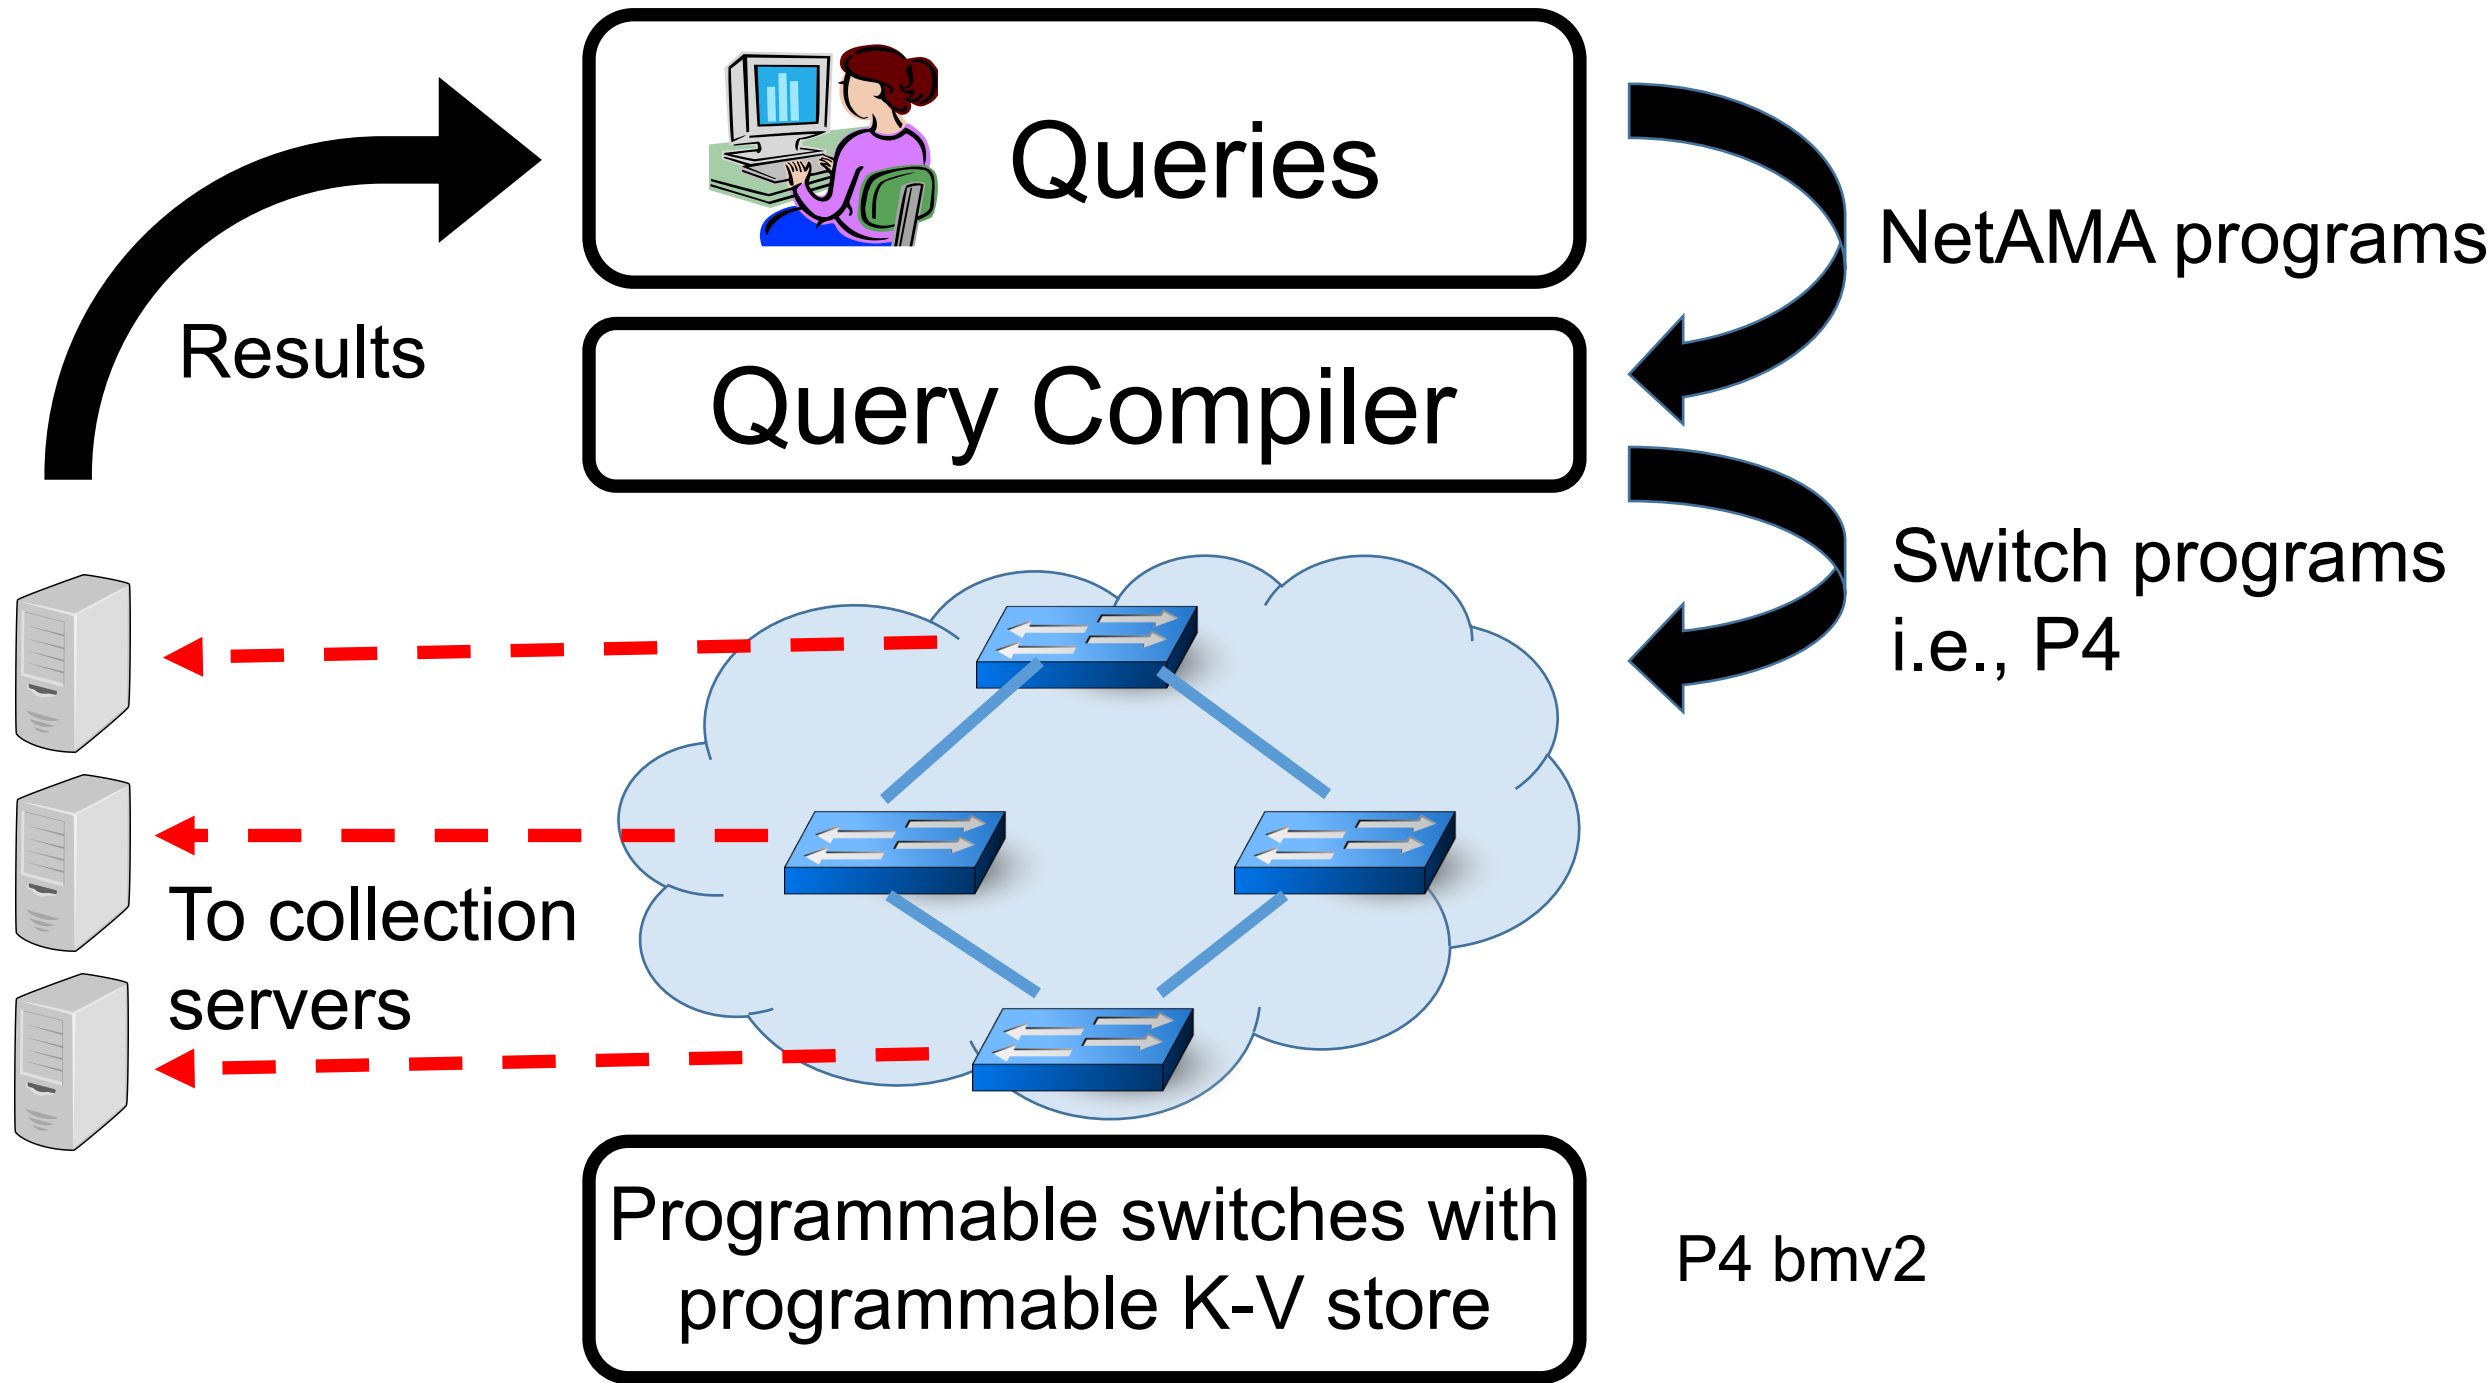 Queries
NetAMA programs
Results
Query Compiler
Switch programs
i.e., P4
To collection
servers
Programmable switches with
programmable K-V store
P4 bmv2